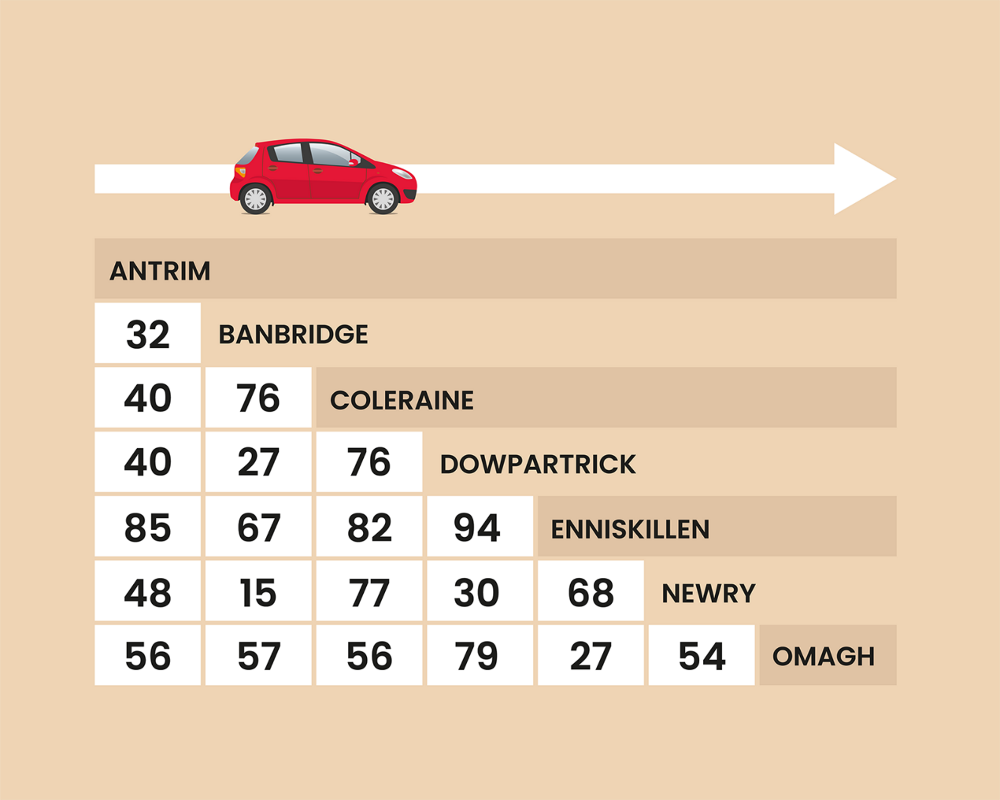 ANTRIM
32 BANBRIDGE
40 76 COLERAINE
40 27 76 DOWPARTRICK
85 67 82 94 ENNISKILLEN
48 15 77 30 68 NEWRY
56 57 56 79 27 54 OMAGH